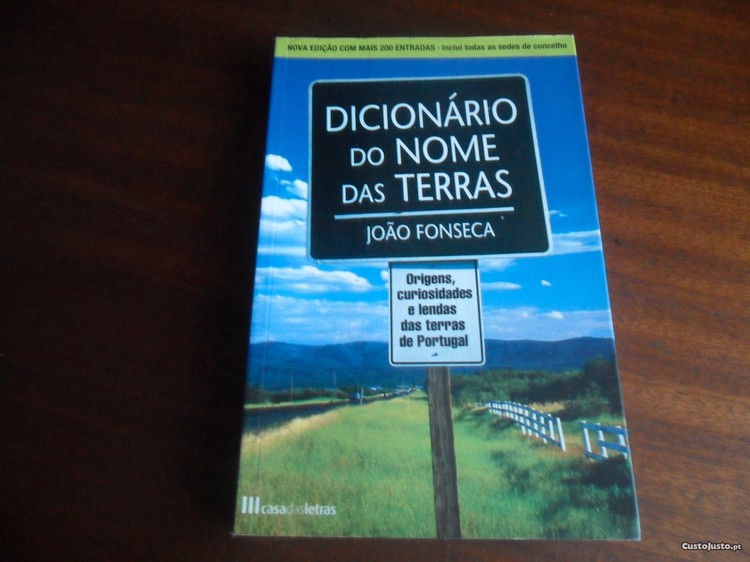 NOVA EDIÇÃO COM MAIS 200 ENTRADAS - Inclui todas as sedes de concelho
DICIONÁRIO
DO NOME
DAS TERRAS
JOÃO FONSECA
Origens,
curiosidades
e lendas
das terras
de Portugal
casadasletras
CustoJusto.pt